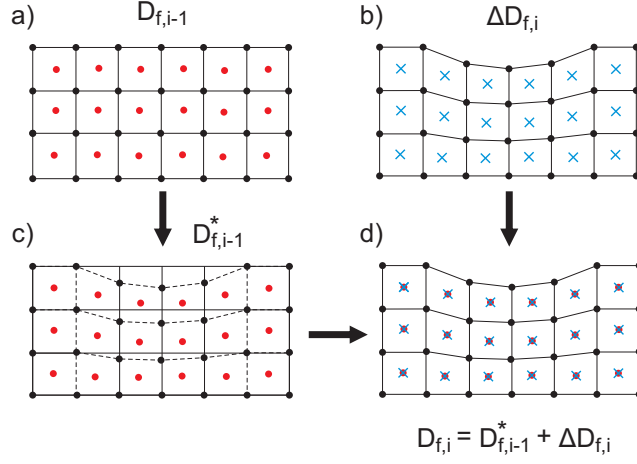 a)
D_{f,i-1}
b)
ΔD_{f,i}
c)
D^*_{f,i-1}
d)
D_{f,i} = D^*_{f,i-1} + ΔD_{f,i}